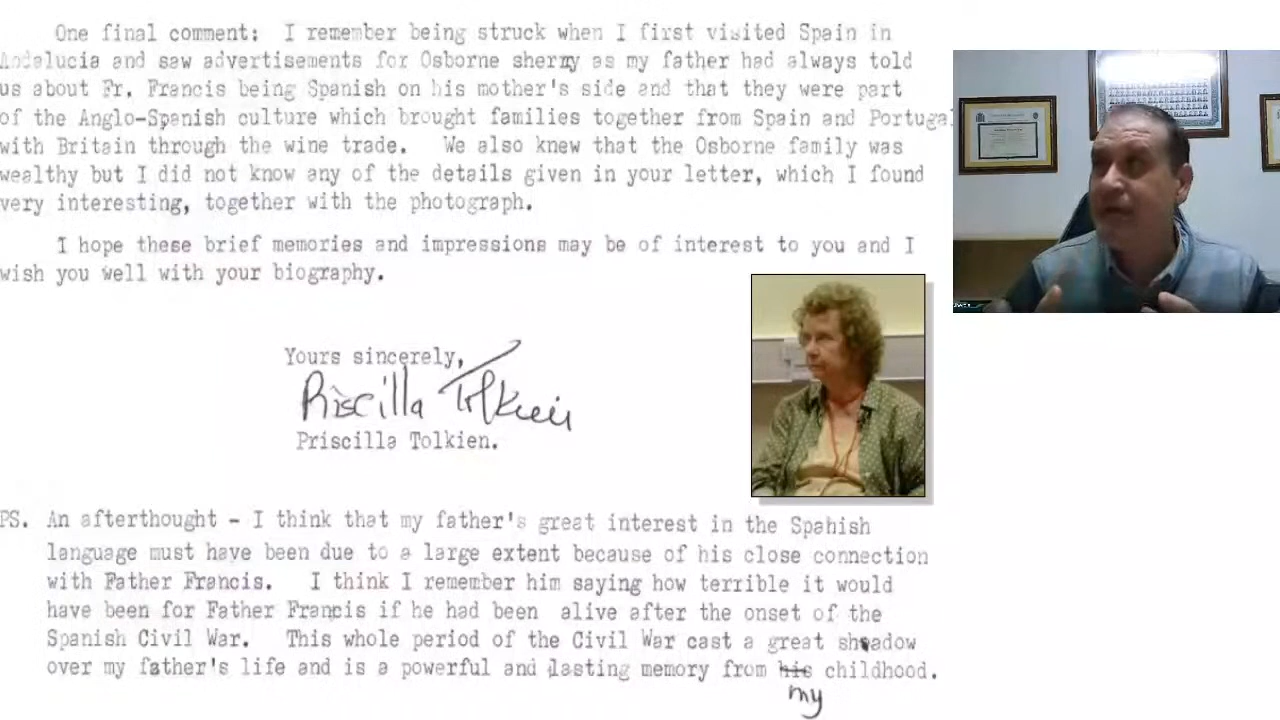 One final comment: I remember being struck when I first visited Spain in
Andalucia and saw advertisements for Osborne sherry as my father had always told
us about Fr. Francis being Spanish on his mother's side and that they were part
of the Anglo-Spanish culture which brought families together from Spain and Portugal
with Britain through the wine trade. We also knew that the Osborne family was
wealthy but I did not know any of the details given in your letter, which I found
very interesting, together with the photograph.
I hope these brief memories and impressions may be of interest to you and I
wish you well with your biography.
Yours sincerely,
Priscilla Tolkien
Priscilla Tolkien.
PS. An afterthought - I think that my father's great interest in the Spanish
language must have been due to a large extent because of his close connection
with Father Francis. I think I remember him saying how terrible it would
have been for Father Francis if he had been alive after the onset of the
Spanish Civil War. This whole period of the Civil War cast a great shadow
over my father's life and is a powerful and lasting memory from his childhood.
my